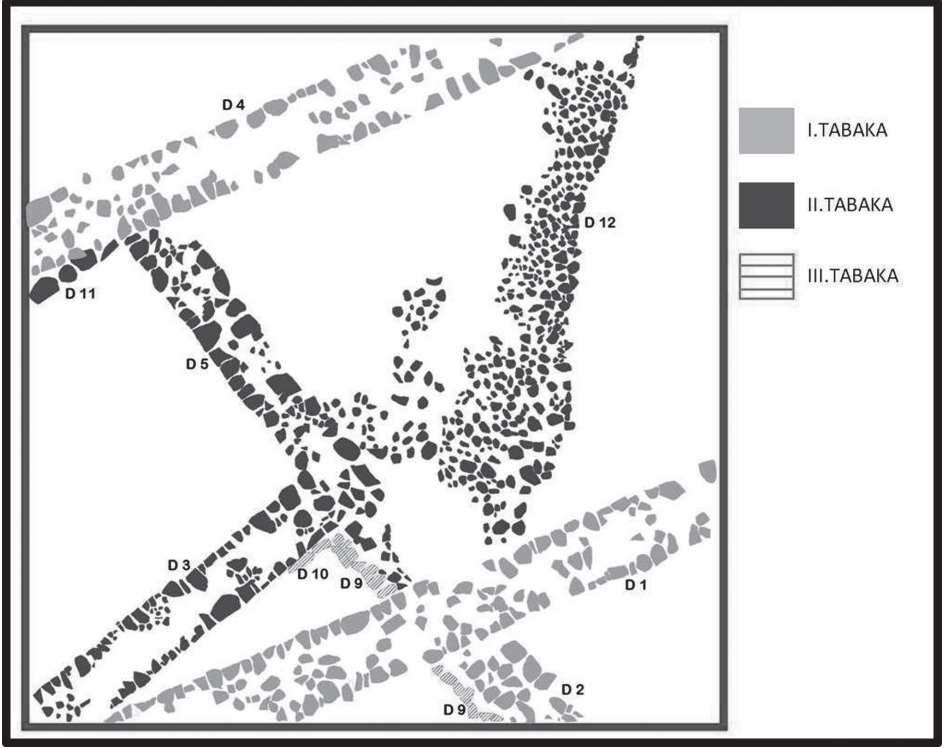 D 4
I.TABAKA
II.TABAKA
D 12
III.TABAKA
D 11
D 5
D 3
D 10
D 9
D 1
D 2
D 9